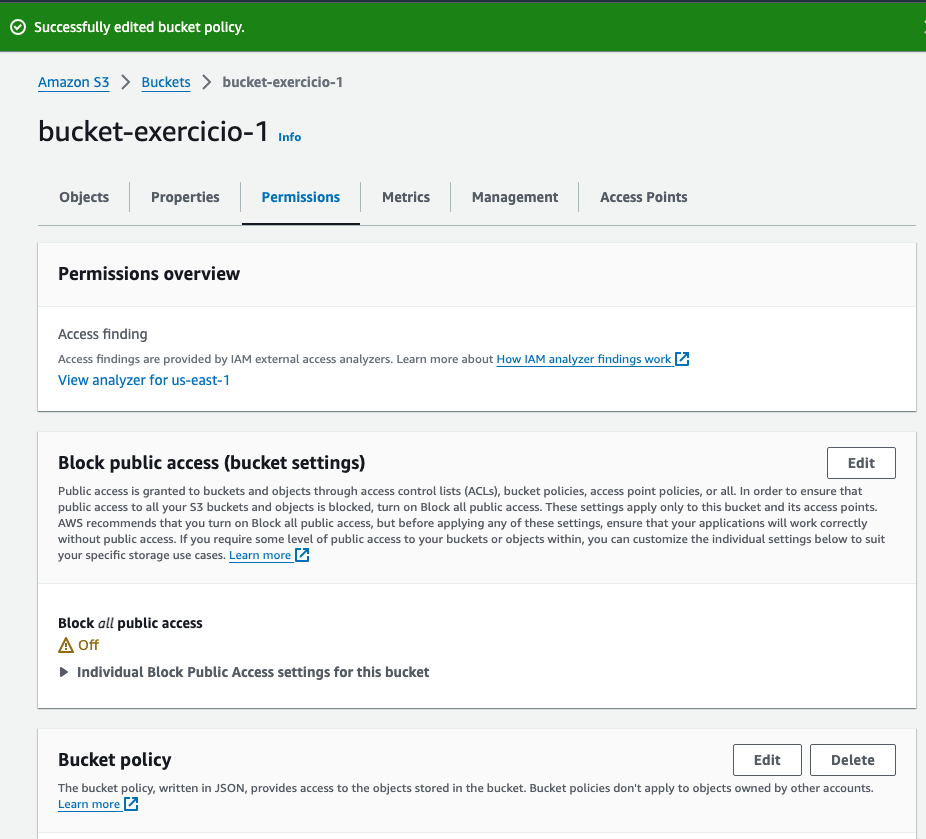 Successfully edited bucket policy.
Amazon S3 > Buckets > bucket-exercicio-1
bucket-exercicio-1 Info
Objects Properties Permissions Metrics Management Access Points
Permissions overview
Access finding
Access findings are provided by IAM external access analyzers. Learn more about How IAM analyzer findings work
View analyzer for us-east-1
Block public access (bucket settings) Edit
Public access is granted to buckets and objects through access control lists (ACLs), bucket policies, access point policies, or all. In order to ensure that
public access to all your S3 buckets and objects is blocked, turn on Block all public access. These settings apply only to this bucket and its access points.
AWS recommends that you turn on Block all public access, but before applying any of these settings, ensure that your applications will work correctly
without public access. If you require some level of public access to your buckets or objects within, you can customize the individual settings below to suit
your specific storage use cases. Learn more
Block all public access
Off
Individual Block Public Access settings for this bucket
Bucket policy Edit Delete
The bucket policy, written in JSON, provides access to the objects stored in the bucket. Bucket policies don't apply to objects owned by other accounts.
Learn more